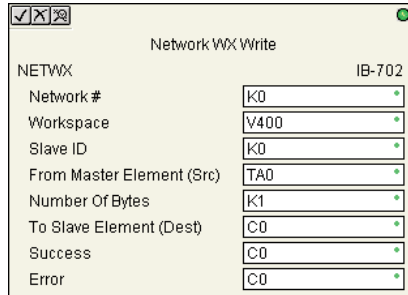 Network WX Write
NETWX IB-702
Network # K0
Workspace V400
Slave ID K0
From Master Element (Src) TA0
Number Of Bytes K1
To Slave Element (Dest) C0
Success C0
Error C0